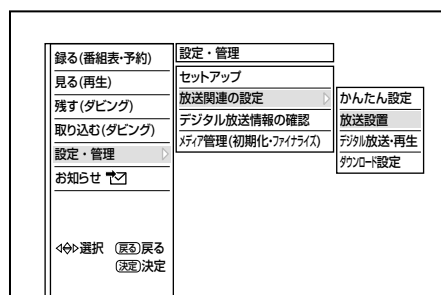 録る(番組表・予約)
見る(再生)
残す(ダビング)
取り込む(ダビング)
設定・管理
お知らせ
選択 戻る戻る
決定決定
設定・管理
セットアップ
放送関連の設定
デジタル放送情報の確認
メディア管理(初期化・ファイナライズ)
かんたん設定
放送設置
デジタル放送・再生
ダウンロード設定